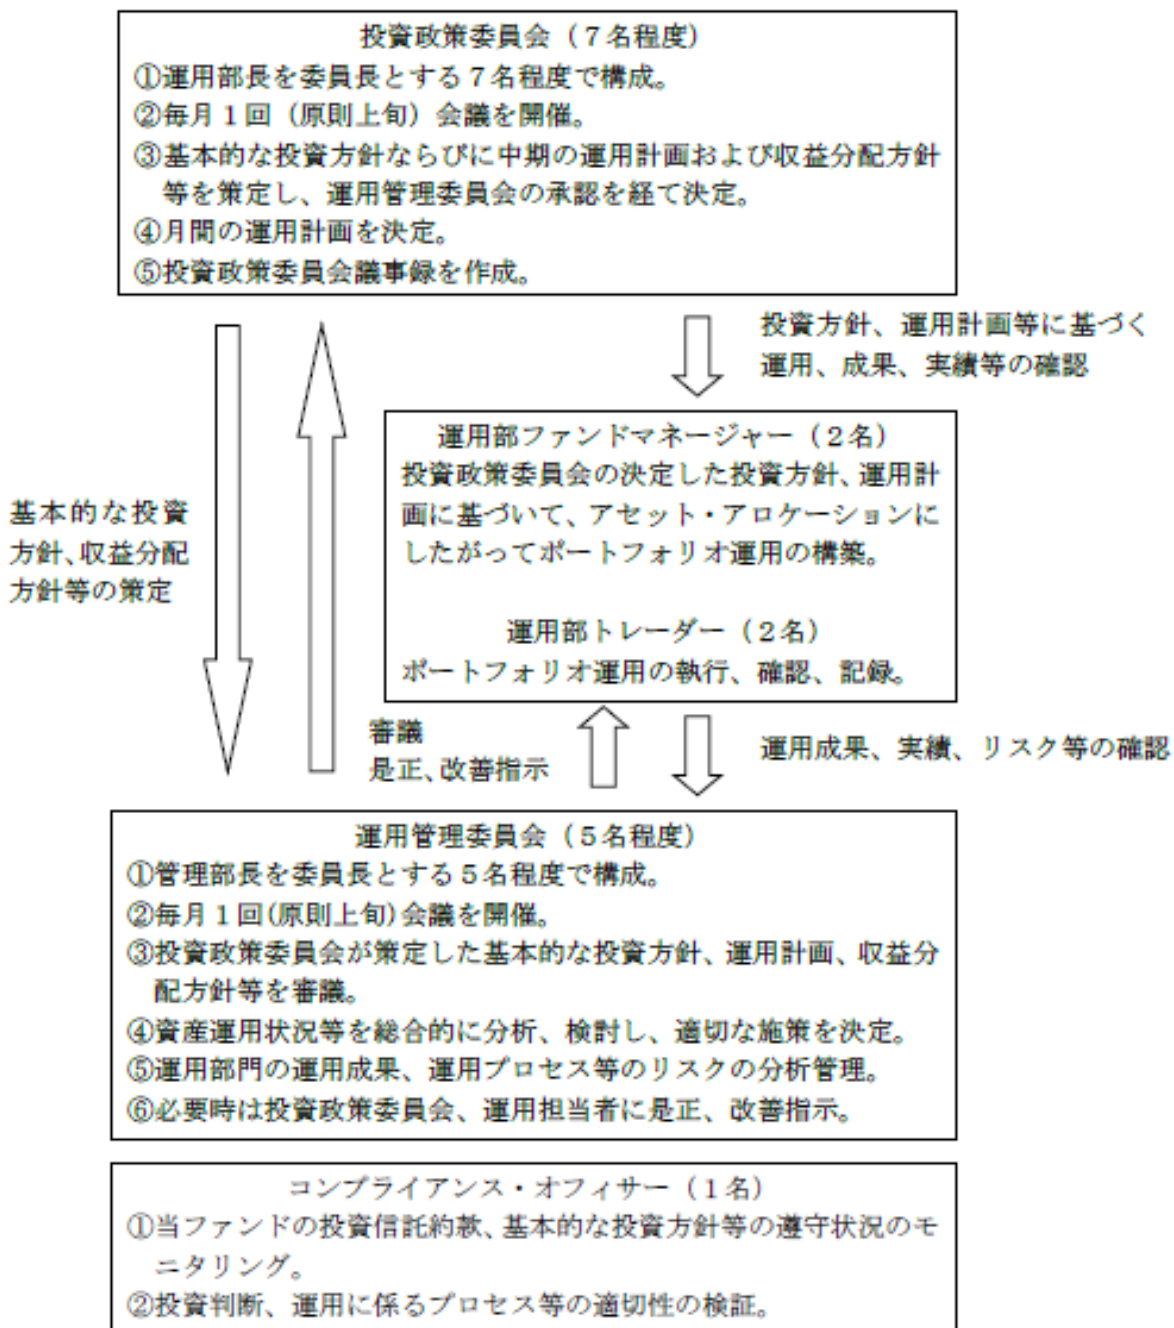 投資政策委員会（７名程度）
①運用部長を委員長とする７名程度で構成。
②毎月１回（原則上旬）会議を開催。
③基本的な投資方針ならびに中期の運用計画および収益分配方針
等を策定し、運用管理委員会の承認を経て決定。
④月間の運用計画を決定。
⑤投資政策委員会議事録を作成。
投資方針、運用計画等に基づく
運用、成果、実績等の確認
運用部ファンドマネージャー（２名）
投資政策委員会の決定した投資方針、運用計
画に基づいて、アセット・アロケーションに
したがってポートフォリオ運用の構築。
運用部トレーダー（２名）
ポートフォリオ運用の執行、確認、記録。
基本的な投資
方針、収益分配
方針等の策定
審議
是正、改善指示
運用成果、実績、リスク等の確認
運用管理委員会（５名程度）
①管理部長を委員長とする５名程度で構成。
②毎月１回(原則上旬)会議を開催。
③投資政策委員会が策定した基本的な投資方針、運用計画、収益分
配方針等を審議。
④資産運用状況等を総合的に分析、検討し、適切な施策を決定。
⑤運用部門の運用成果、運用プロセス等のリスクの分析管理。
⑥必要時は投資政策委員会、運用担当者に是正、改善指示。
コンプライアンス・オフィサー（１名）
①当ファンドの投資信託約款、基本的な投資方針等の遵守状況のモ
ニタリング。
②投資判断、運用に係るプロセス等の適切性の検証。